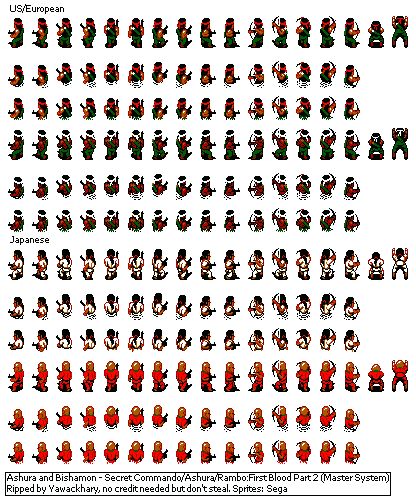 US/European
Japanese
Ashura and Bishamon - Secret Commando/Ashura/Rambo:First Blood Part 2 (Master System)
Ripped by Yawackhary, no credit needed but don't steal. Sprites: Sega